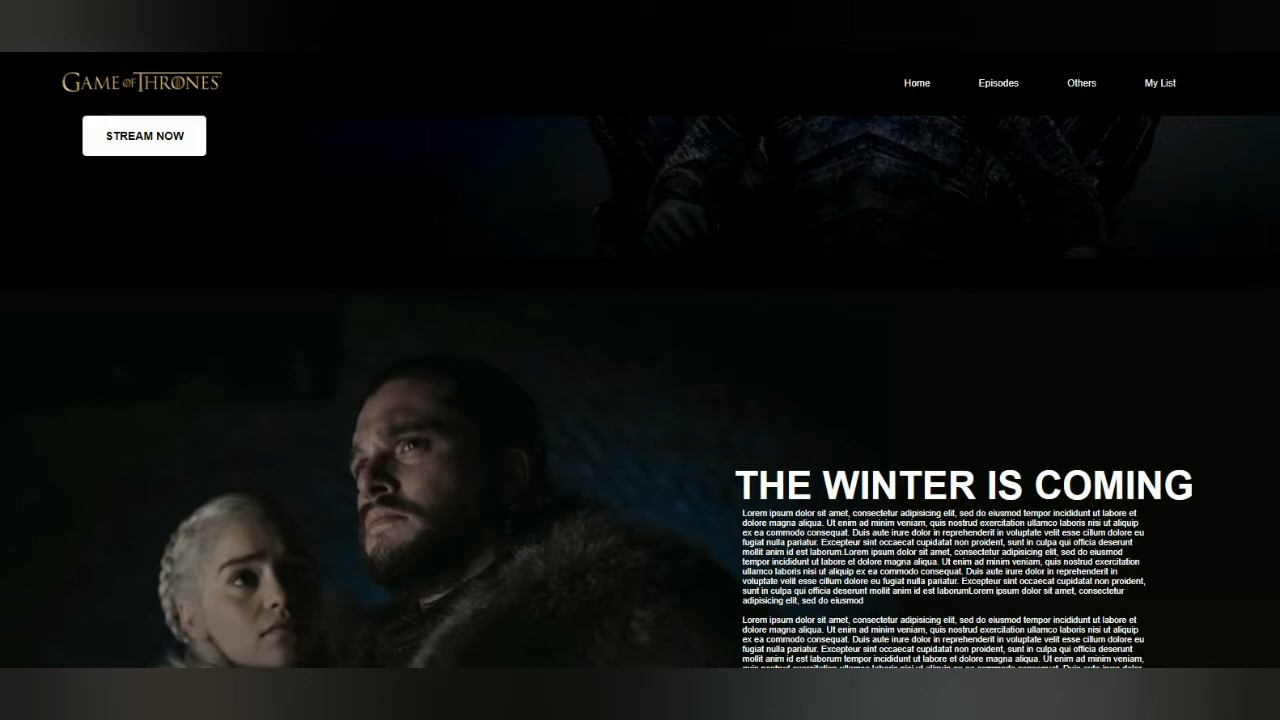 GAME OF THRONES
Home Episodes Others My List
STREAM NOW
THE WINTER IS COMING
Lorem ipsum dolor sit amet, consectetur adipisicing elit, sed do eiusmod tempor incididunt ut labore et
dolore magna aliqua. Ut enim ad minim veniam, quis nostrud exercitation ullamco laboris nisi ut aliquip
ex ea commodo consequat. Duis aute irure dolor in reprehenderit in voluptate velit esse cillum dolore eu
fugiat nulla pariatur. Excepteur sint occaecat cupidatat non proident, sunt in culpa qui officia deserunt
mollit anim id est laborum.Lorem ipsum dolor sit amet, consectetur adipisicing elit, sed do eiusmod
tempor incididunt ut labore et dolore magna aliqua. Ut enim ad minim veniam, quis nostrud exercitation
ullamco laboris nisi ut aliquip ex ea commodo consequat. Duis aute irure dolor in reprehenderit in
voluptate velit esse cillum dolore eu fugiat nulla pariatur. Excepteur sint occaecat cupidatat non proident,
sunt in culpa qui officia deserunt mollit anim id est laborumLorem ipsum dolor sit amet, consectetur
adipisicing elit, sed do eiusmod
Lorem ipsum dolor sit amet, consectetur adipisicing elit, sed do eiusmod tempor incididunt ut labore et
dolore magna aliqua. Ut enim ad minim veniam, quis nostrud exercitation ullamco laboris nisi ut aliquip
ex ea commodo consequat. Duis aute irure dolor in reprehenderit in voluptate velit esse cillum dolore eu
fugiat nulla pariatur. Excepteur sint occaecat cupidatat non proident, sunt in culpa qui officia deserunt
mollit anim id est laborum tempor incididunt ut labore et dolore magna aliqua. Ut enim ad minim veniam,